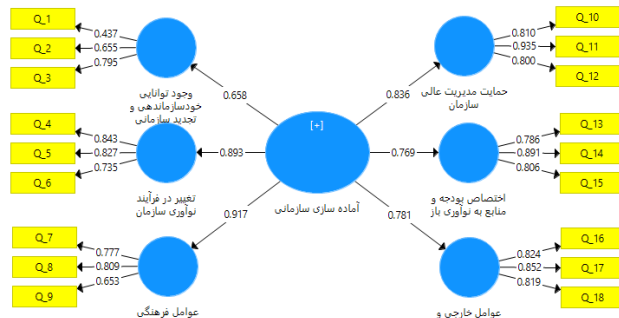 Q_1
Q_2
Q_3
0.437
0.655
0.795
وجود توانایی
خودسازماندهی و
تجدید سازمانی
0.658
Q_10
Q_11
Q_12
0.810
0.935
0.800
حمایت مدیریت عالی
سازمان
0.836
Q_4
Q_5
Q_6
0.843
0.827
0.735
تغییر در فرآیند
نوآوری سازمان
0.893
[+]
آماده سازی سازمانی
0.769
Q_13
Q_14
Q_15
0.786
0.891
0.806
اختصاص بودجه و
منابع به نوآوری باز
Q_7
Q_8
Q_9
0.777
0.809
0.653
عوامل فرهنگی
0.917
0.781
Q_16
Q_17
Q_18
0.824
0.852
0.819
عوامل خارجی و